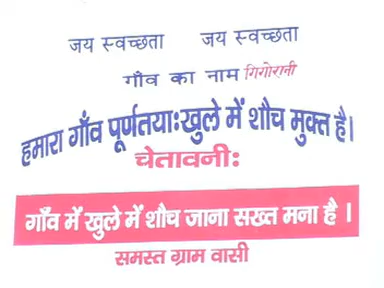 जय स्वच्छता जय स्वच्छता
गाँव का नाम गिगोरानी
हमारा गाँव पूर्णतयाःखुले में शौच मुक्त है।
चेतावनीः
गाँव में खुले में शौच जाना सख्त मना है ।
समस्त ग्राम वासी